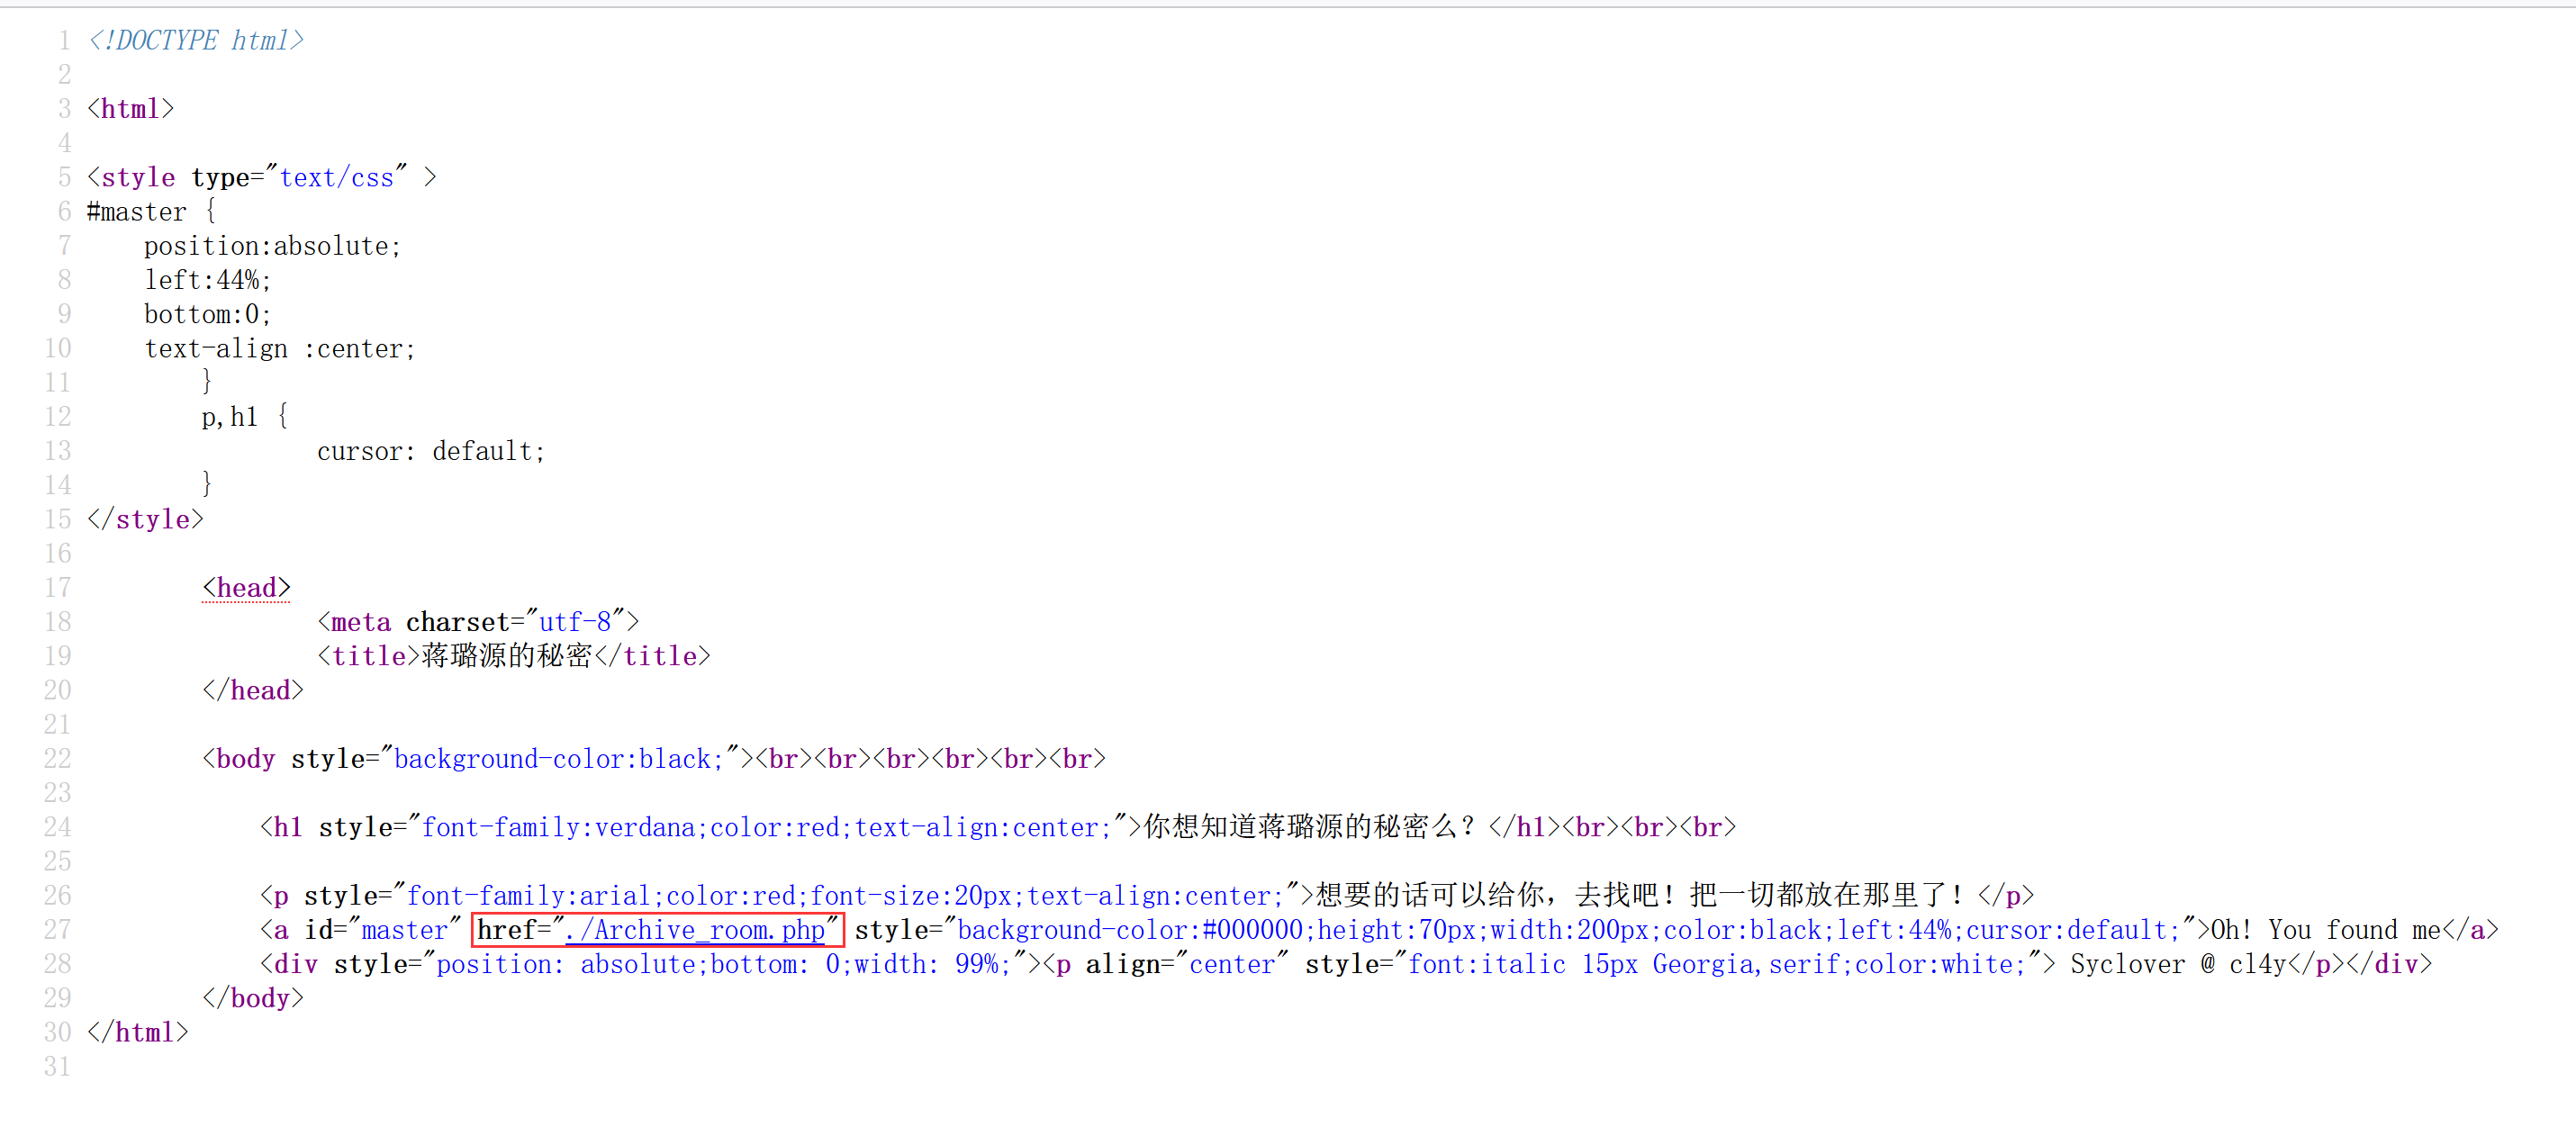 1 <!DOCTYPE html>
2
3 <html>
4
5 <style type="text/css" >
6 #master {
7     position:absolute;
8     left:44%;
9     bottom:0;
10     text-align :center;
11         }
12         p,h1 {
13                 cursor: default;
14         }
15 </style>
16
17         <head>
18                 <meta charset="utf-8">
19                 <title>蒋璐源的秘密</title>
20         </head>
21
22         <body style="background-color:black;"><br><br><br><br><br><br>
23
24             <h1 style="font-family:verdana;color:red;text-align:center;">你想知道蒋璐源的秘密么？</h1><br><br><br>
25
26             <p style="font-family:arial;color:red;font-size:20px;text-align:center;">想要的话可以给你，去找吧！把一切都放在那里了！</p>
27             <a id="master" href="./Archive_room.php" style="background-color:#000000;height:70px;width:200px;color:black;left:44%;cursor:default;">Oh! You found me</a>
28             <div style="position: absolute;bottom: 0;width: 99%;"><p align="center" style="font:italic 15px Georgia,serif;color:white;"> Syclover @ cl4y</p></div>
29         </body>
30 </html>
31